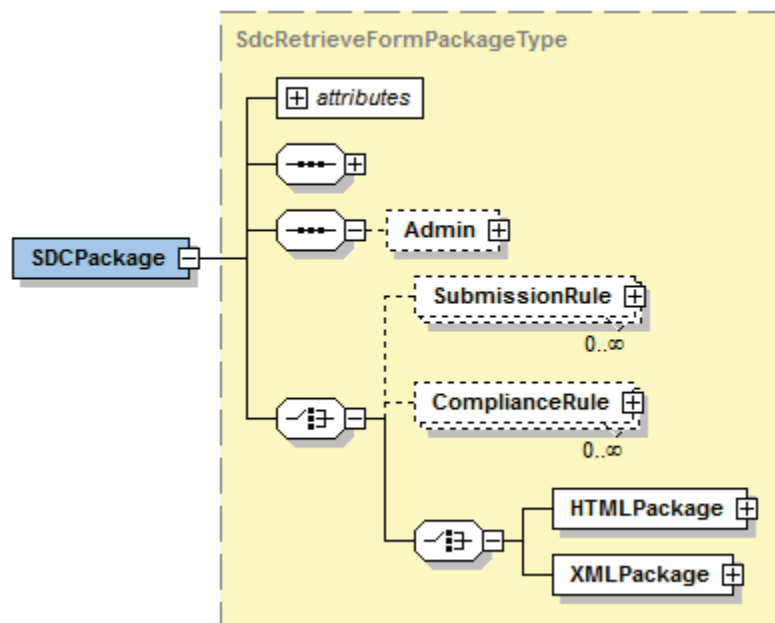 SdcRetrieveFormPackageType
attributes
Admin
SDCPackage
SubmissionRule
0..∞
ComplianceRule
0..∞
HTMLPackage
XMLPackage